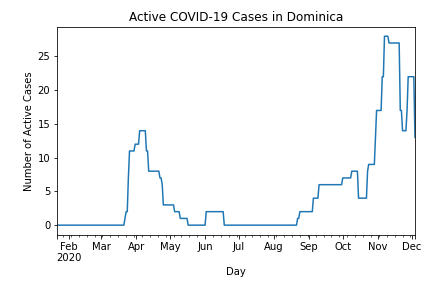 Active COVID-19 Cases in Dominica
Number of Active Cases
25
20
15
10
5
0
Feb Mar Apr May Jun Jul Aug Sep Oct Nov Dec
2020
Day